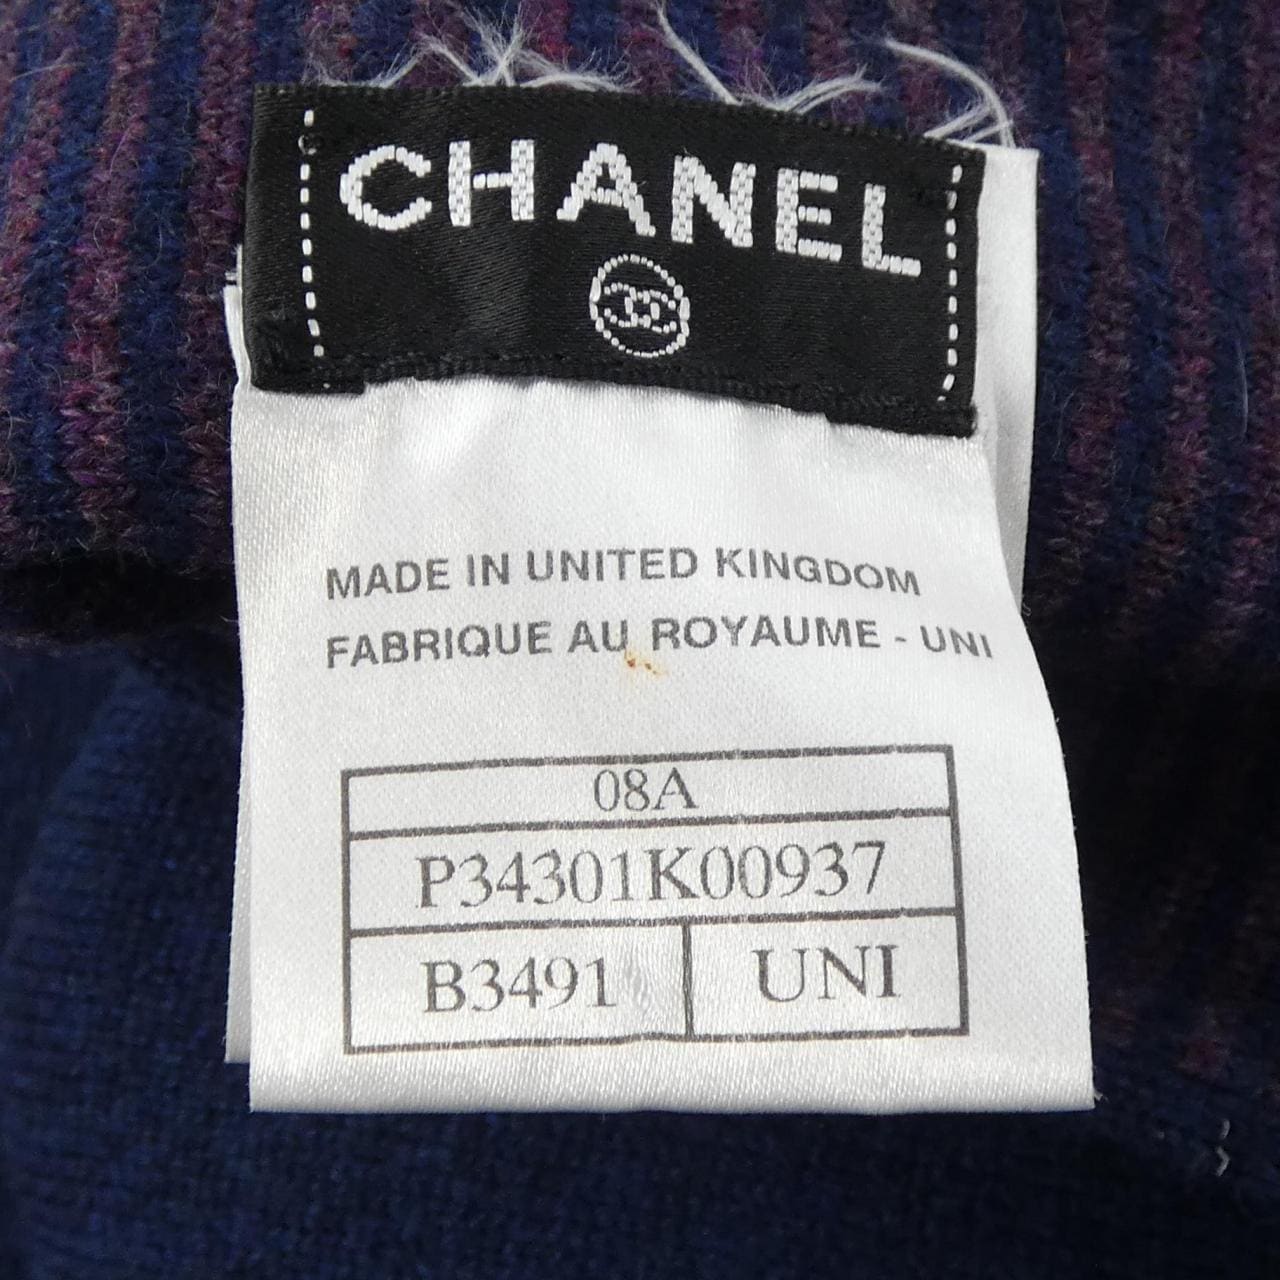 CHANEL
MADE IN UNITED KINGDOM
FABRIQUE AU ROYAUME - UNI
08A
P34301K00937
B3491 UNI